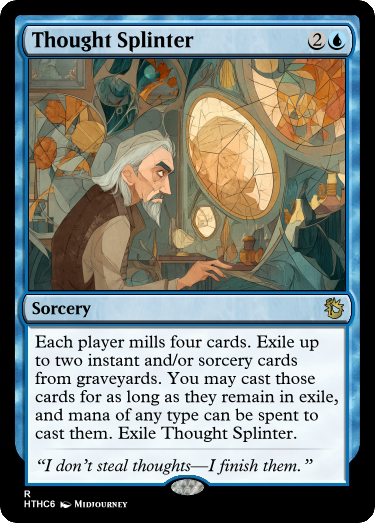 Thought Splinter 2
Sorcery
Each player mills four cards. Exile up
to two instant and/or sorcery cards
from graveyards. You may cast those
cards for as long as they remain in exile,
and mana of any type can be spent to
cast them. Exile Thought Splinter.
“I don’t steal thoughts—I finish them.”
R
HTHC6 Midjourney